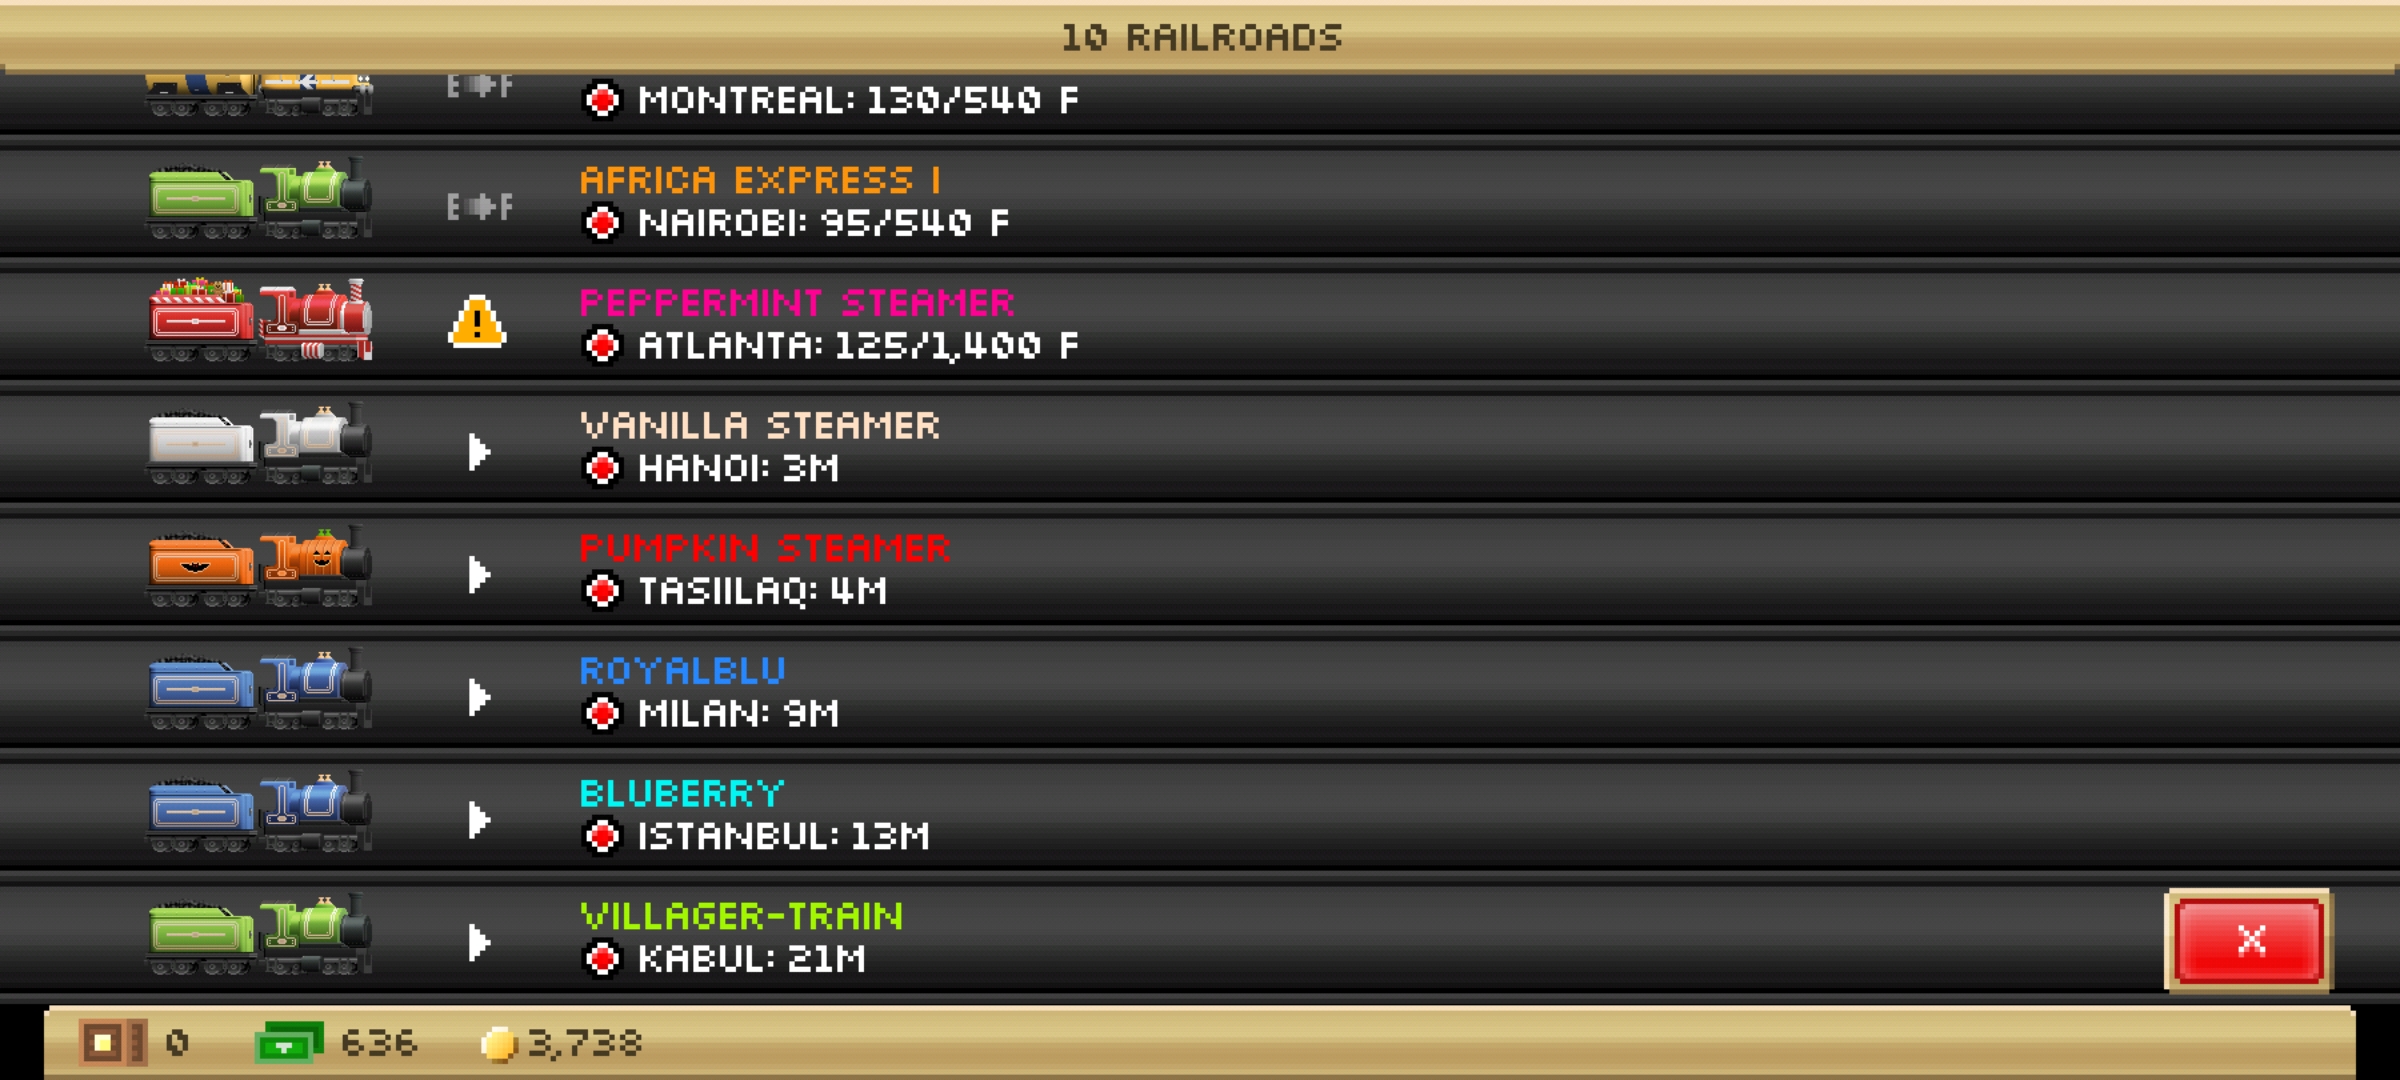 10 RAILROADS
E F
MONTREAL: 130/540 F
AFRICA EXPRESS I
E F
NAIROBI: 95/540 F
PEPPERMINT STEAMER
!
ATLANTA: 125/1,400 F
VANILLA STEAMER
HANOI: 3M
PUMPKIN STEAMER
TASIILAQ: 4M
ROYALBLU
MILAN: 9M
BLUBERRY
ISTANBUL: 13M
VILLAGER-TRAIN
KABUL: 21M
X
0 636 3,738